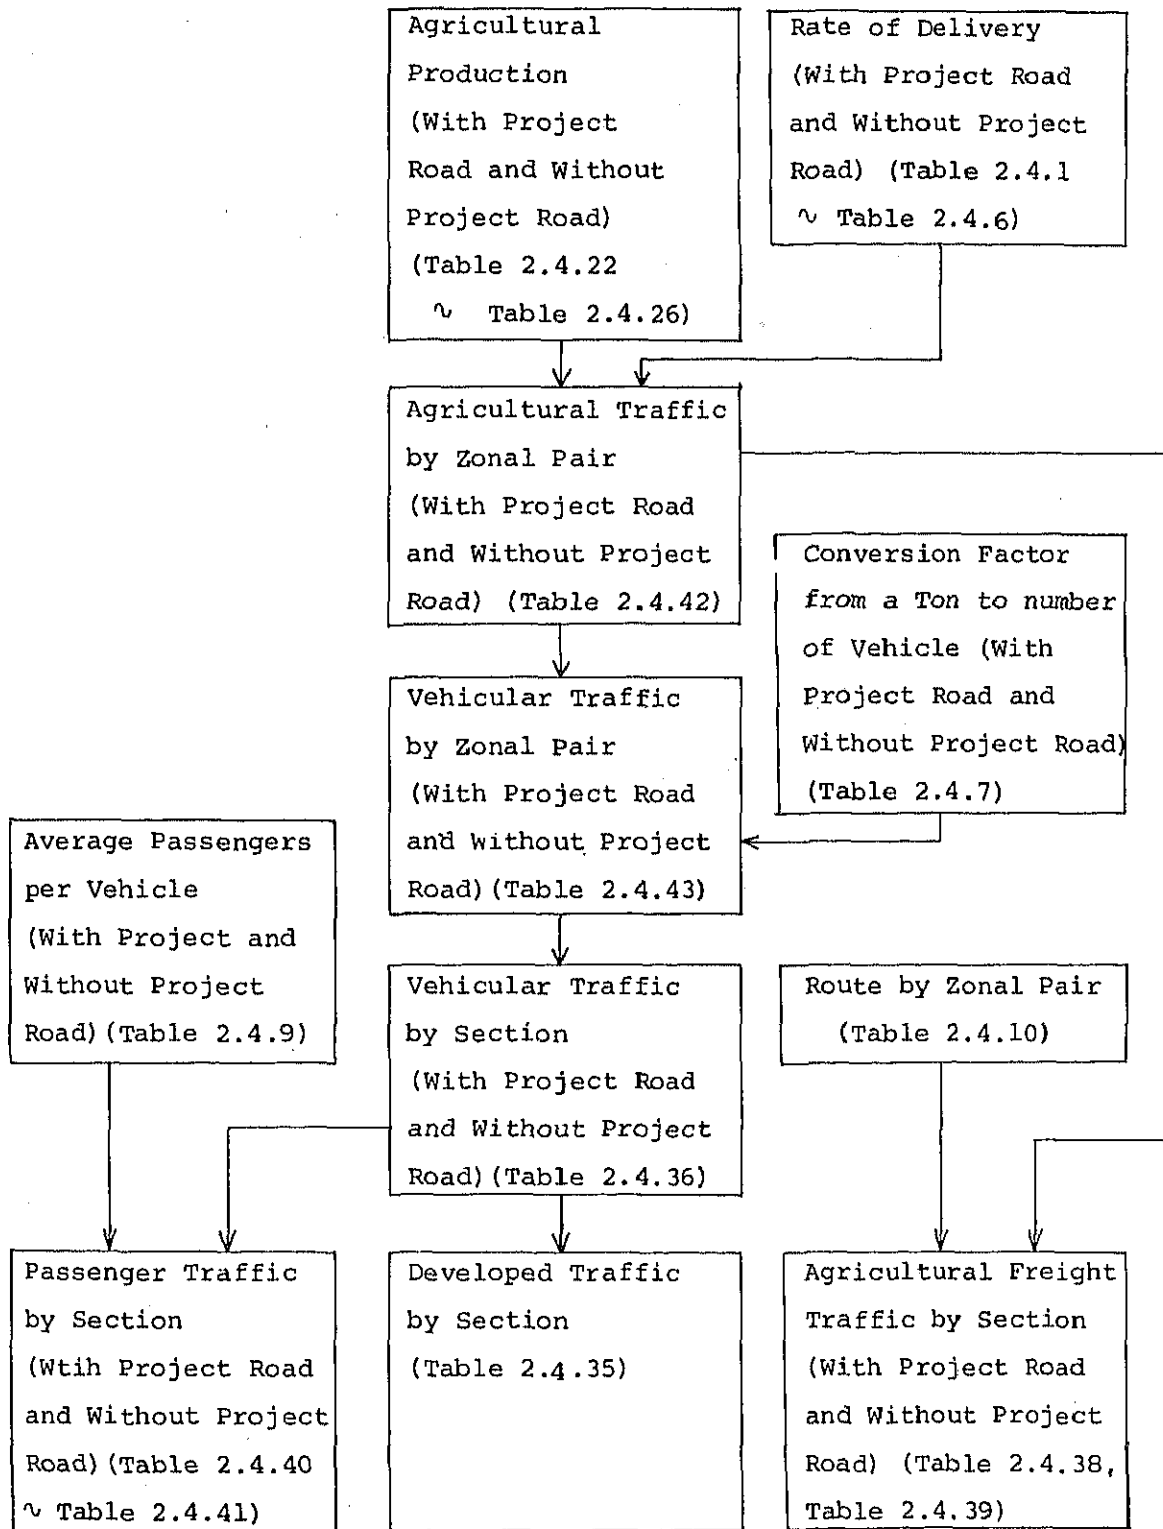 Agricultural
Production
(With Project
Road and Without
Project Road)
(Table 2.4.22
∿ Table 2.4.26)
Rate of Delivery
(With Project Road
and Without Project
Road) (Table 2.4.1
∿ Table 2.4.6)
Agricultural Traffic
by Zonal Pair
(With Project Road
and Without Project
Road) (Table 2.4.42)
Conversion Factor
from a Ton to number
of Vehicle (With
Project Road and
Without Project Road)
(Table 2.4.7)
Vehicular Traffic
by Zonal Pair
(With Project Road
and Without Project
Road) (Table 2.4.43)
Average Passengers
per Vehicle
(With Project and
Without Project
Road) (Table 2.4.9)
Vehicular Traffic
by Section
(With Project Road
and Without Project
Road) (Table 2.4.36)
Route by Zonal Pair
(Table 2.4.10)
Passenger Traffic
by Section
(Wtih Project Road
and Without Project
Road) (Table 2.4.40
∿ Table 2.4.41)
Developed Traffic
by Section
(Table 2.4.35)
Agricultural Freight
Traffic by Section
(With Project Road
and Without Project
Road) (Table 2.4.38,
Table 2.4.39)